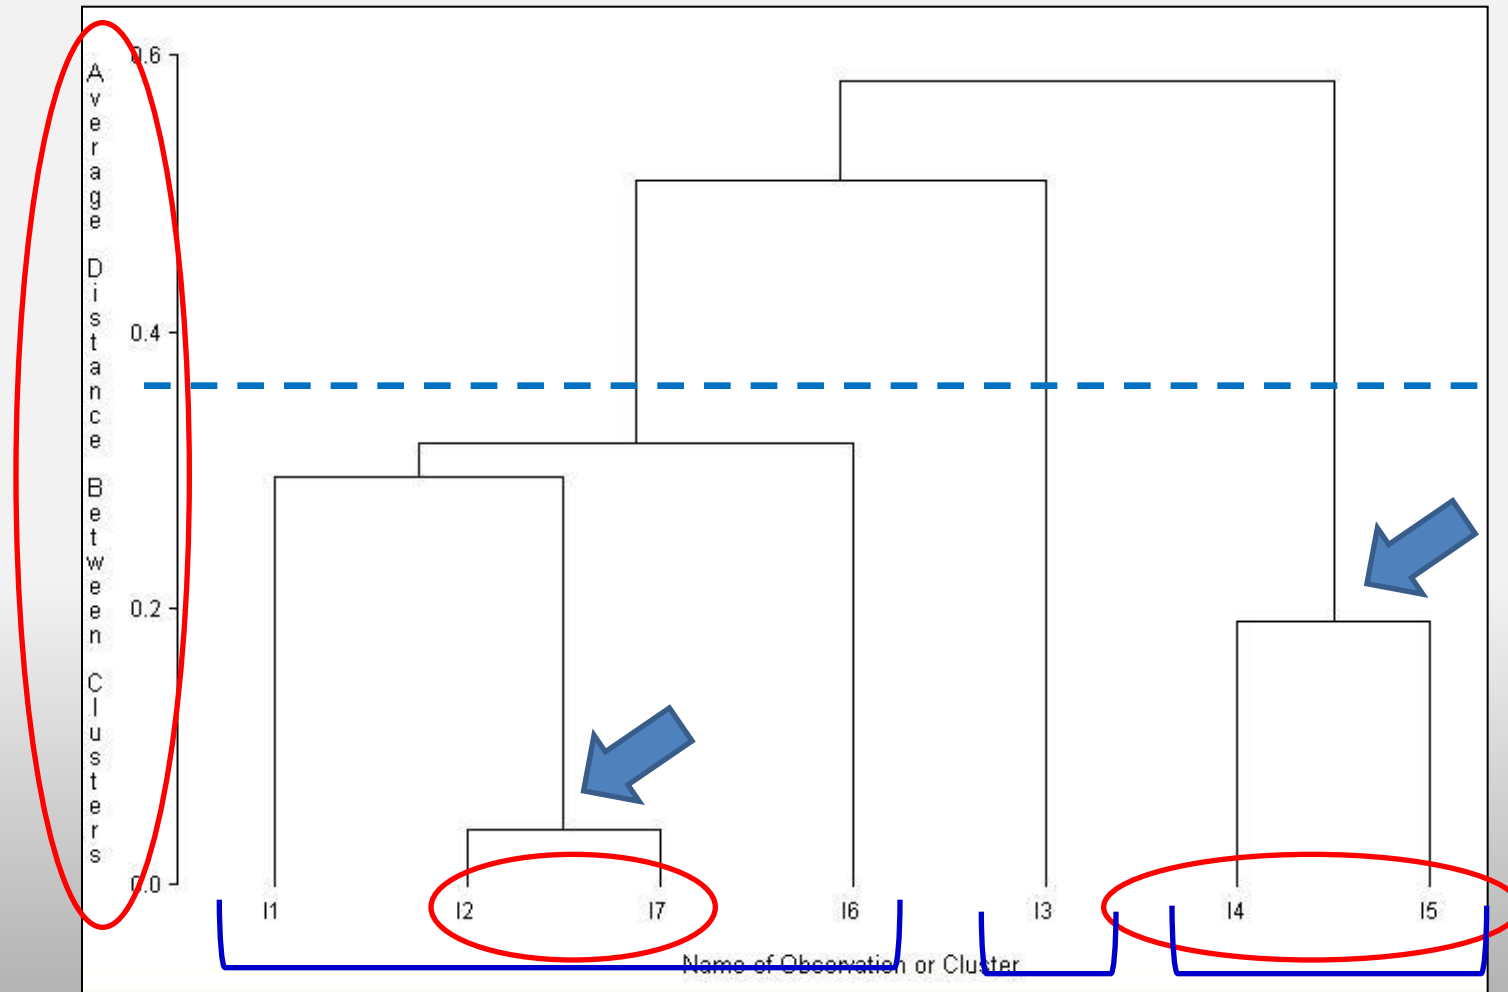 Average Distance Between Clusters
0.6
0.4
0.2
0.0
I1 I2 I7 I6 I3 I4 I5
Name of Observation or Cluster